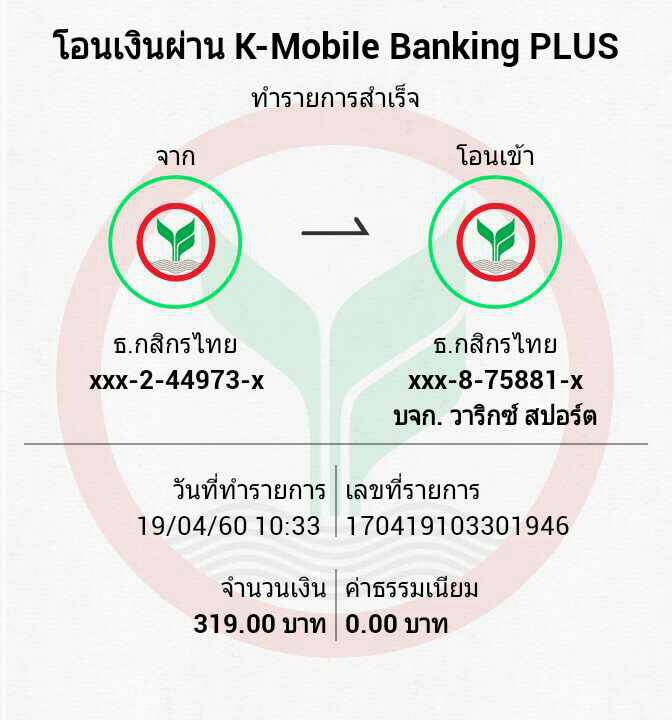 โอนเงินผ่าน K-Mobile Banking PLUS
ทำรายการสำเร็จ
จาก
โอนเข้า
ธ.กสิกรไทย
ธ.กสิกรไทย
xxx-2-44973-x
xxx-8-75881-x
บจก. วาริกซ์ สปอร์ต
วันที่ทำรายการ
เลขที่รายการ
19/04/60 10:33
170419103301946
จำนวนเงิน
ค่าธรรมเนียม
319.00 บาท
0.00 บาท